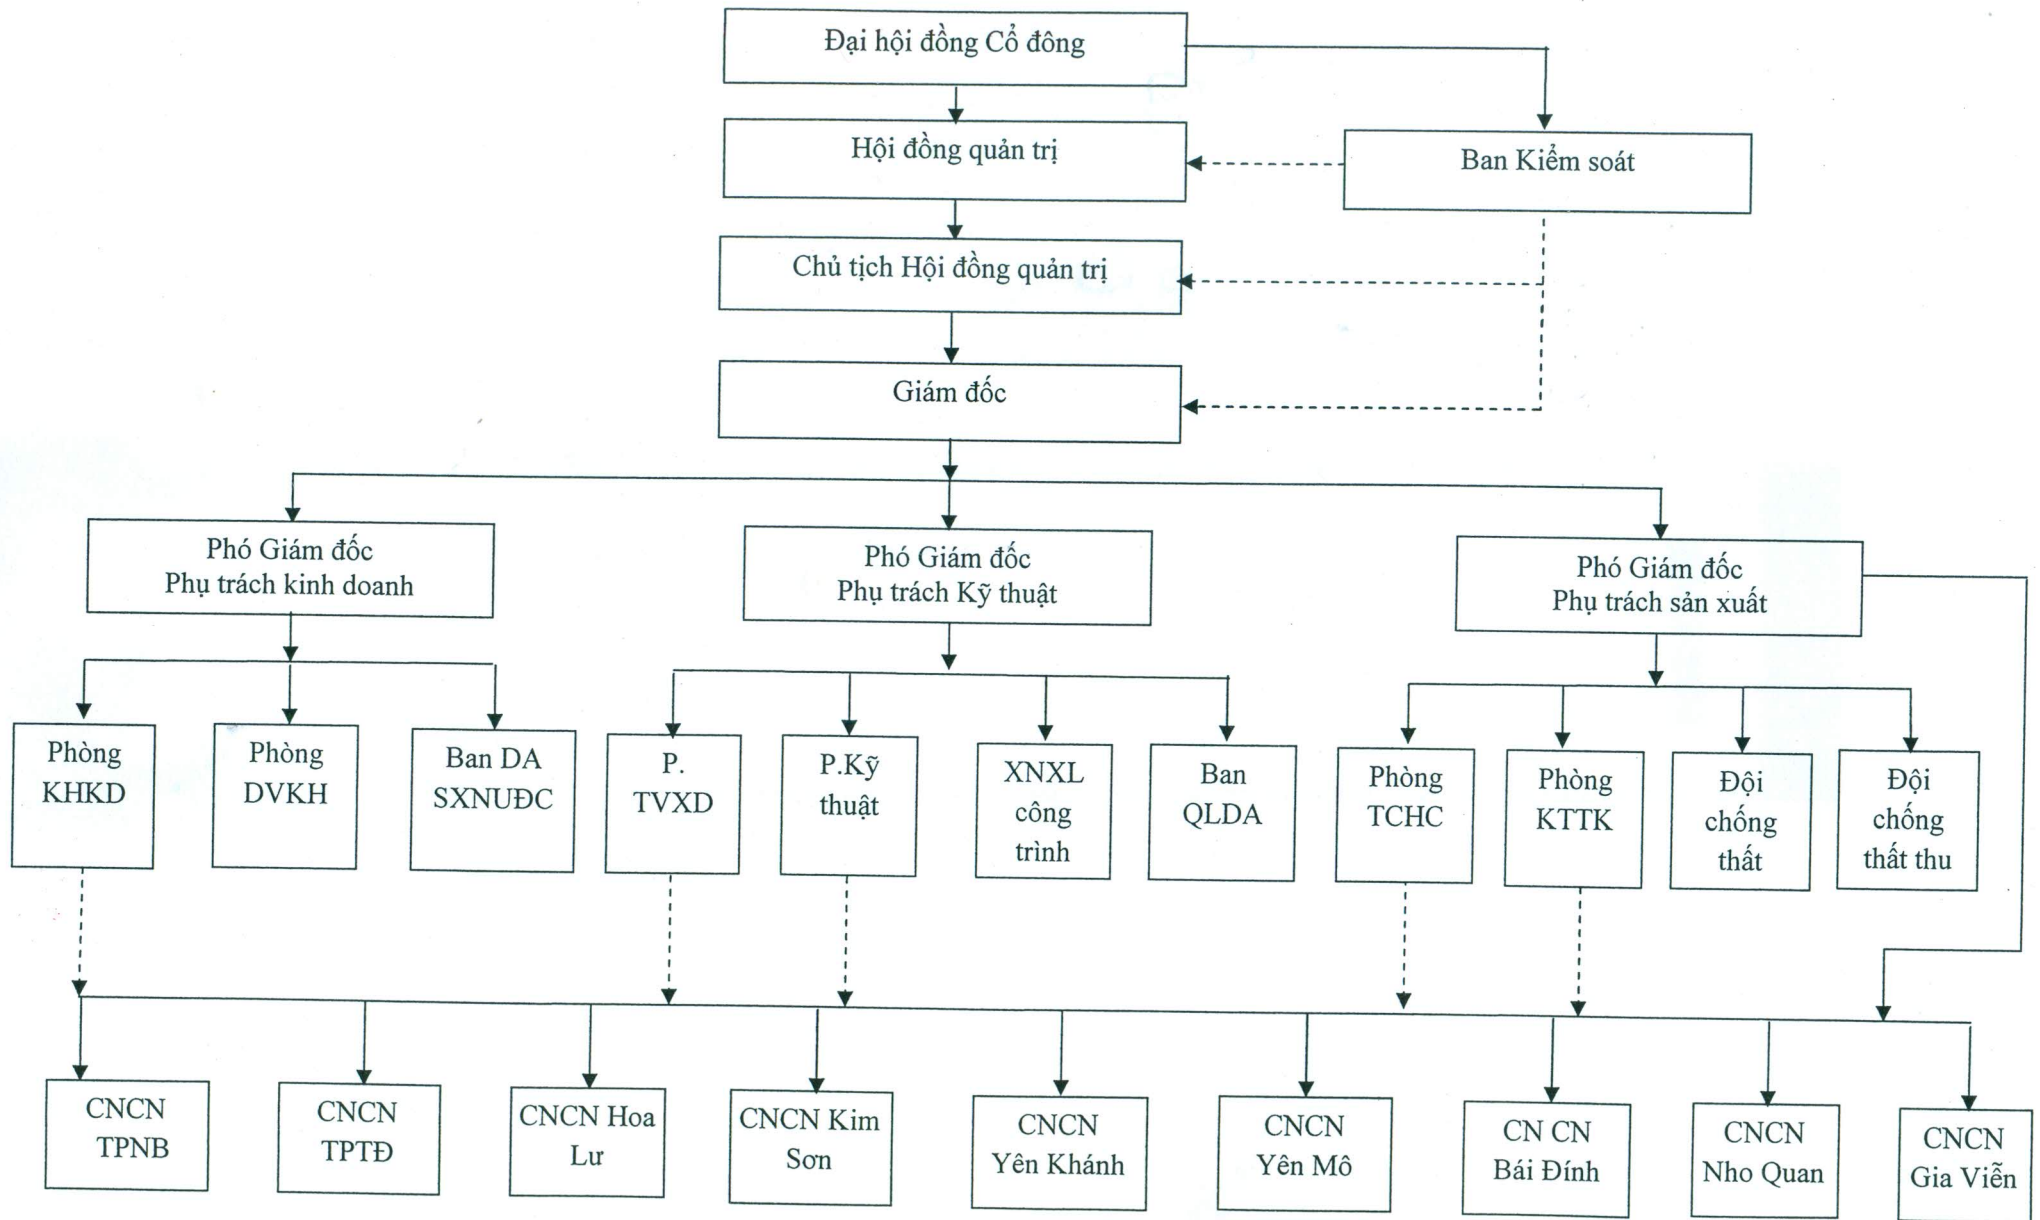 Đại hội đồng Cổ đông
Hội đồng quản trị
Ban Kiểm soát
Chủ tịch Hội đồng quản trị
Giám đốc
Phó Giám đốc
Phụ trách kinh doanh
Phó Giám đốc
Phụ trách Kỹ thuật
Phó Giám đốc
Phụ trách sản xuất
Phòng
KHKD
Phòng
DVKH
Ban DA
SXNUĐC
P.
TVXD
P.Kỹ
thuật
XNXL
công
trình
Ban
QLDA
Phòng
TCHC
Phòng
KTTK
Đội
chống
thất
Đội
chống
thất thu
CNCN
TPNB
CNCN
TPTĐ
CNCN Hoa
Lư
CNCN Kim
Sơn
CNCN
Yên Khánh
CNCN
Yên Mô
CN CN
Bái Đính
CNCN
Nho Quan
CNCN
Gia Viễn